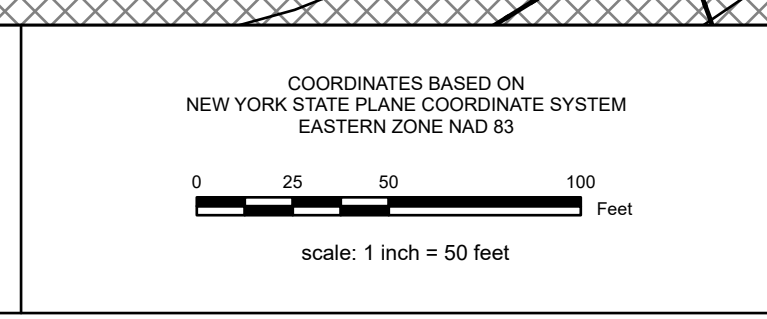 COORDINATES BASED ON
NEW YORK STATE PLANE COORDINATE SYSTEM
EASTERN ZONE NAD 83
0 25 50 100
Feet
scale: 1 inch = 50 feet